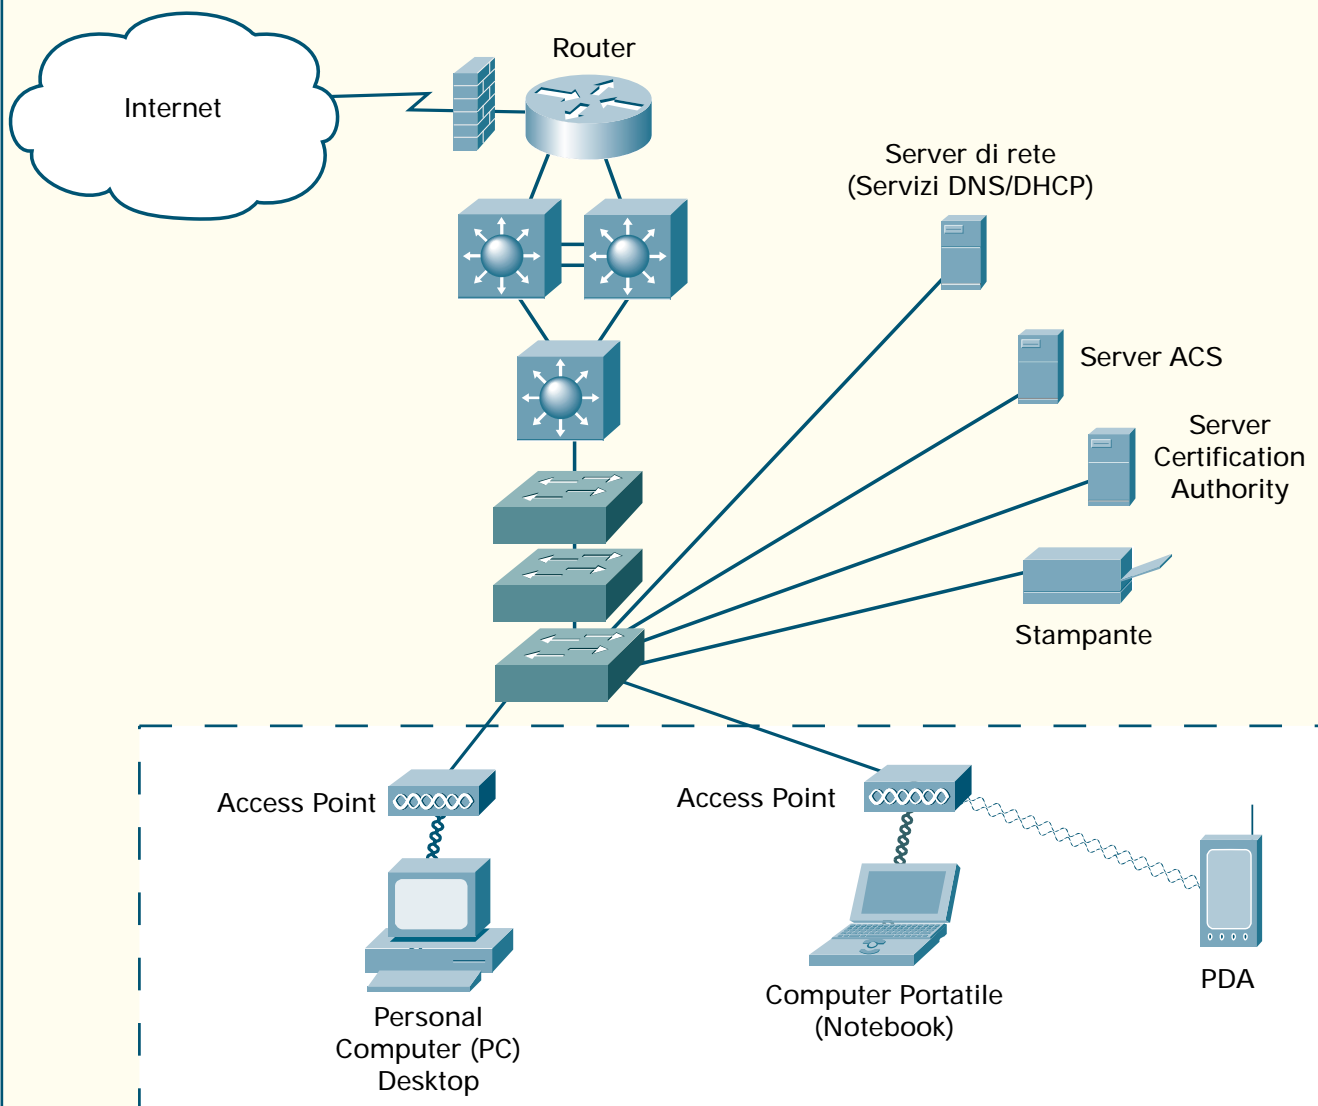 Router
Internet
Server di rete
(Servizi DNS/DHCP)
Server ACS
Server
Certification
Authority
Stampante
Access Point
Access Point
PDA
Computer Portatile
(Notebook)
Personal
Computer (PC)
Desktop